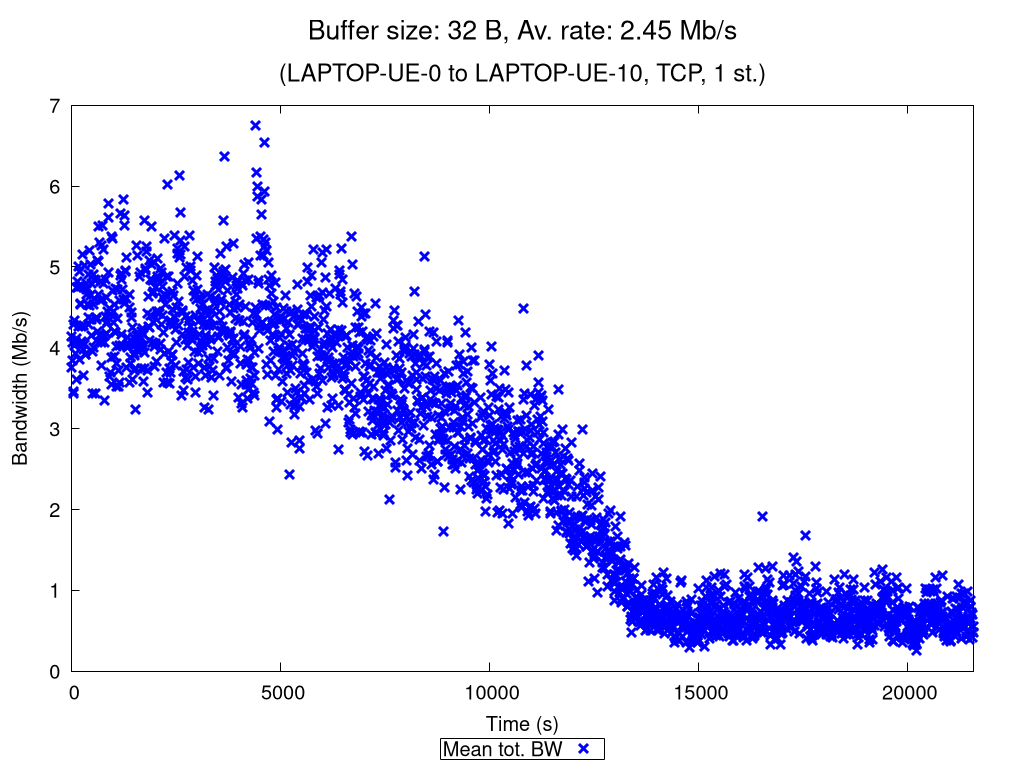 Buffer size: 32 B, Av. rate: 2.45 Mb/s
(LAPTOP-UE-0 to LAPTOP-UE-10, TCP, 1 st.)
7
6
5
4
3
2
1
0
Bandwidth (Mb/s)
0 5000 10000 15000 20000
Time (s)
Mean tot. BW